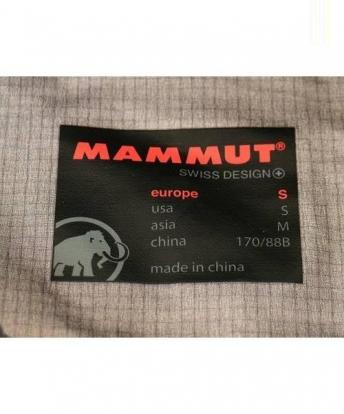 MAMMUT®
SWISS DESIGN
europe S
usa S
asia M
china 170/88B
made in china